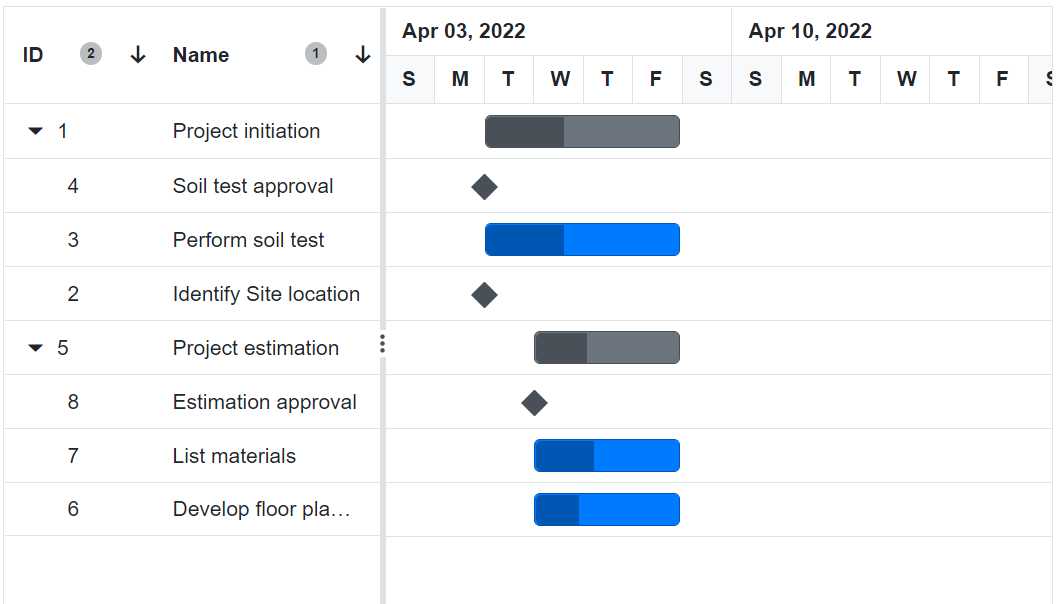 ID 2 Name 1
Apr 03, 2022 Apr 10, 2022
S M T W T F S S M T W T F S
1 Project initiation
4 Soil test approval
3 Perform soil test
2 Identify Site location
5 Project estimation
8 Estimation approval
7 List materials
6 Develop floor pla…